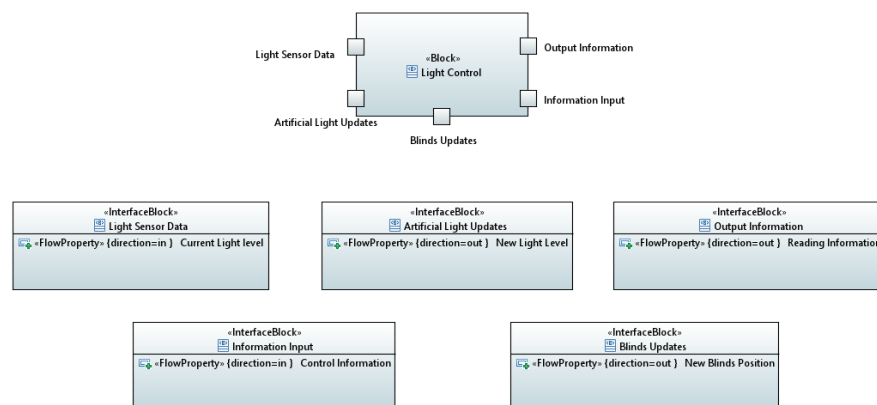 Light Sensor Data
«Block»
Light Control
Output Information
Artificial Light Updates
Information Input
Blinds Updates
«InterfaceBlock»
Light Sensor Data
«FlowProperty» {direction=in } Current Light level
«InterfaceBlock»
Artificial Light Updates
«FlowProperty» {direction=out } New Light Level
«InterfaceBlock»
Output Information
«FlowProperty» {direction=out } Reading Information
«InterfaceBlock»
Information Input
«FlowProperty» {direction=in } Control Information
«InterfaceBlock»
Blinds Updates
«FlowProperty» {direction=out } New Blinds Position